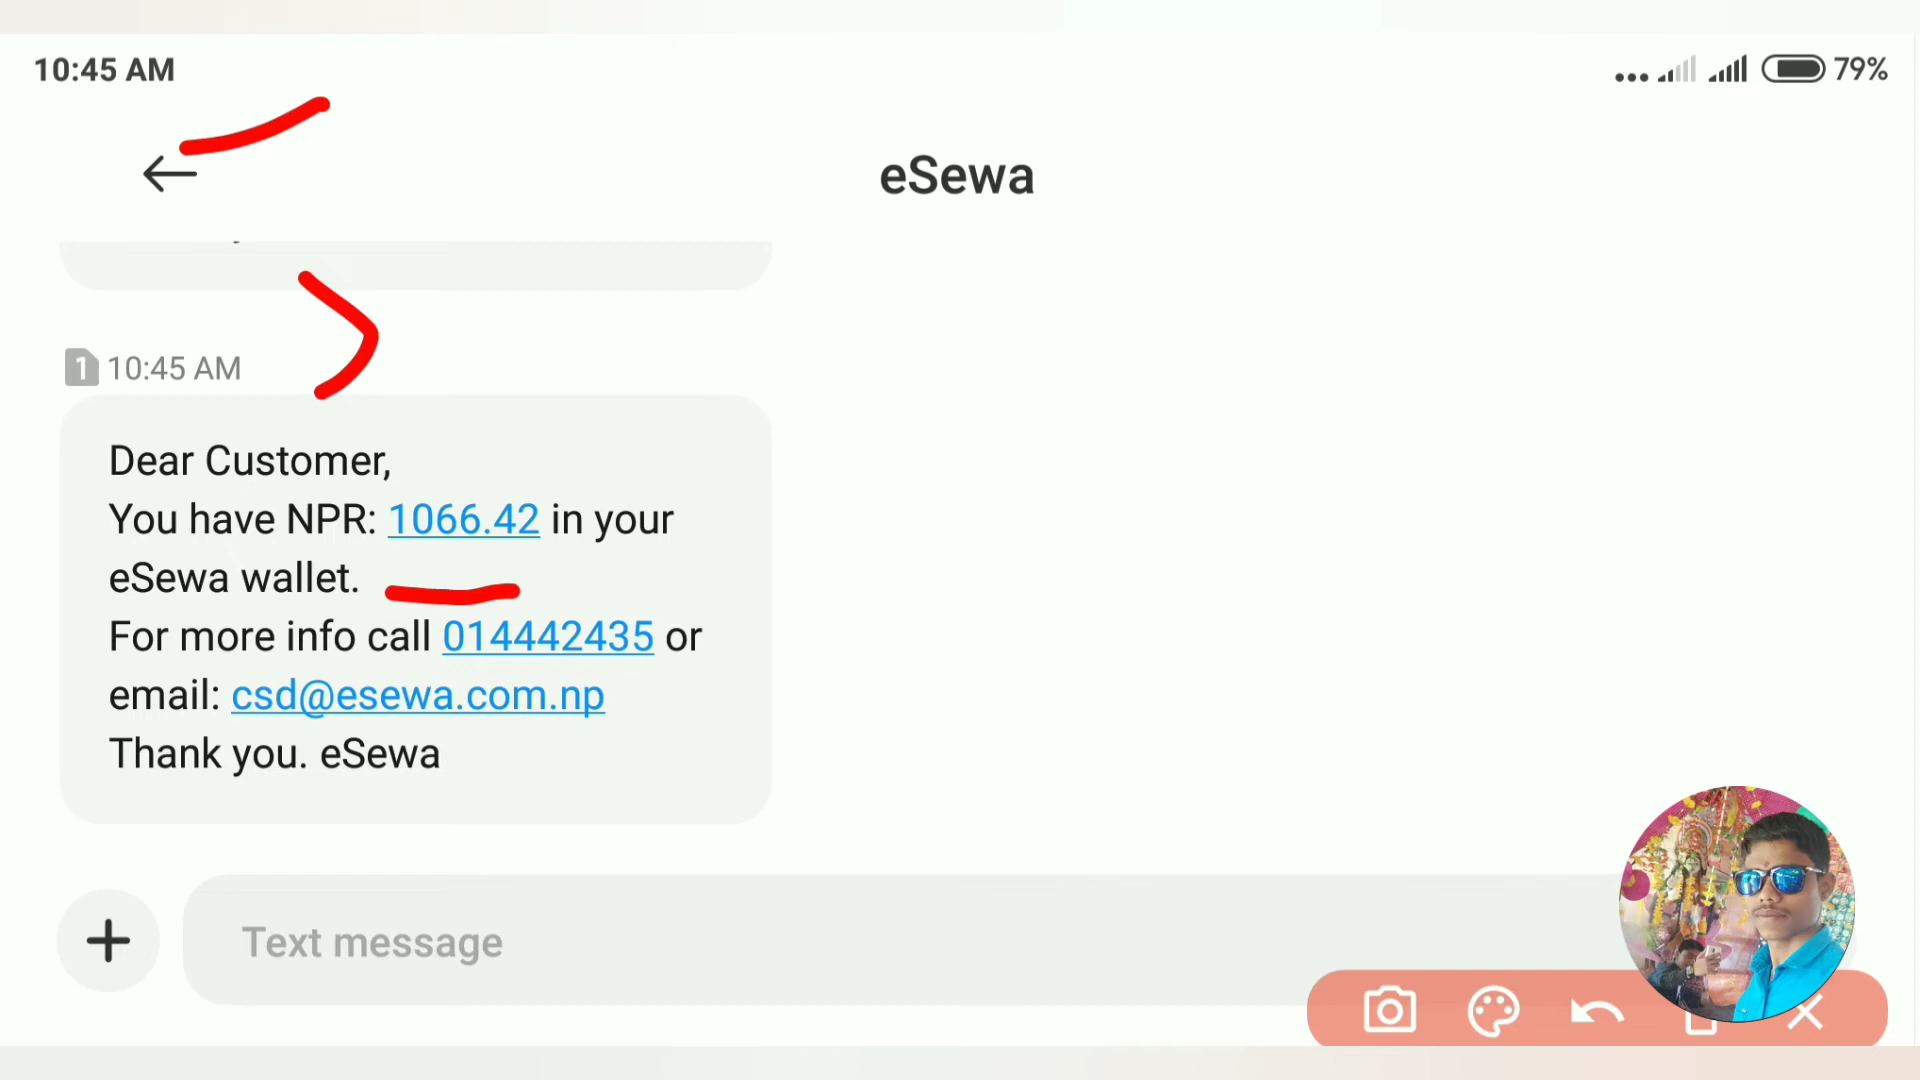 10:45 AM
79%
eSewa
1 10:45 AM
Dear Customer,
You have NPR: 1066.42 in your
eSewa wallet.
For more info call 014442435 or
email: csd@esewa.com.np
Thank you. eSewa
Text message